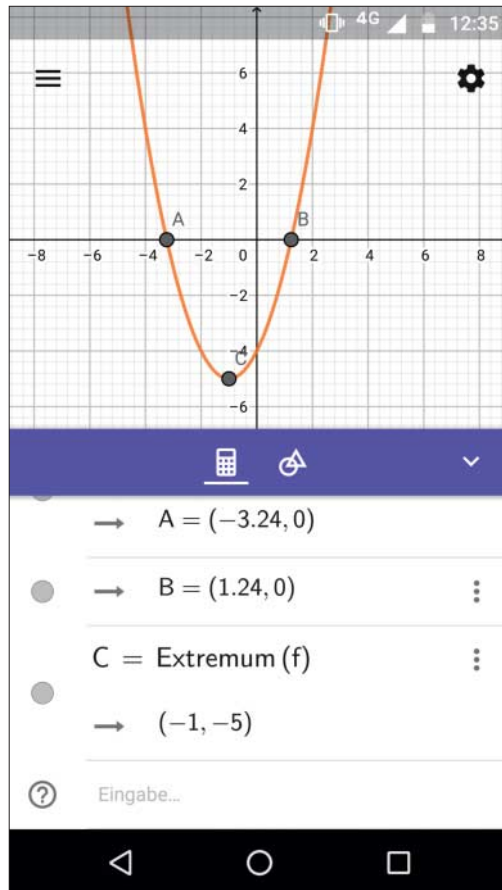 4G 12:35
6
4
2
A B
−8 −6 −4 −2 0 2 4 6 8
−2
−4
C
−6
A = (−3.24, 0)
B = (1.24, 0)
C = Extremum (f)
(−1, −5)
Eingabe...